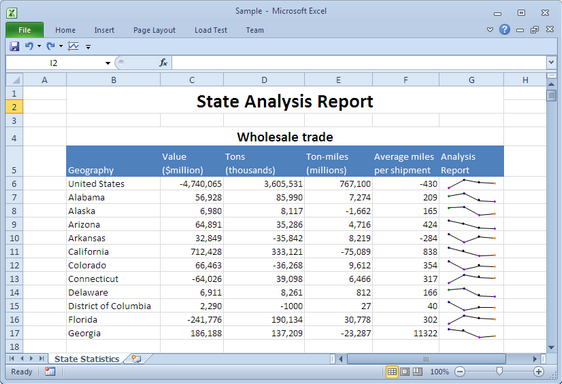 Sample - Microsoft Excel
File Home Insert Page Layout Load Test Team
I2 fx
A B C D E F G H
1 State Analysis Report
2
3
4 Wholesale trade
Value Tons Ton-miles Average miles Analysis
5 Geography ($million) (thousands) (millions) per shipment Report
6 United States -4,740,065 3,605,531 767,100 -430
7 Alabama 56,928 85,990 7,274 209
8 Alaska 6,980 8,117 -1,662 165
9 Arizona 64,891 35,286 4,716 424
10 Arkansas 32,849 -35,842 8,219 -284
11 California 712,428 333,121 -75,089 838
12 Colorado 66,463 -36,268 9,612 354
13 Connecticut -64,026 39,098 6,466 317
14 Delaware 6,911 8,261 812 166
15 District of Columbia 2,290 -1000 27 40
16 Florida -241,776 190,134 30,778 302
17 Georgia 186,188 137,209 -23,287 11322
18
State Statistics
Ready 100%